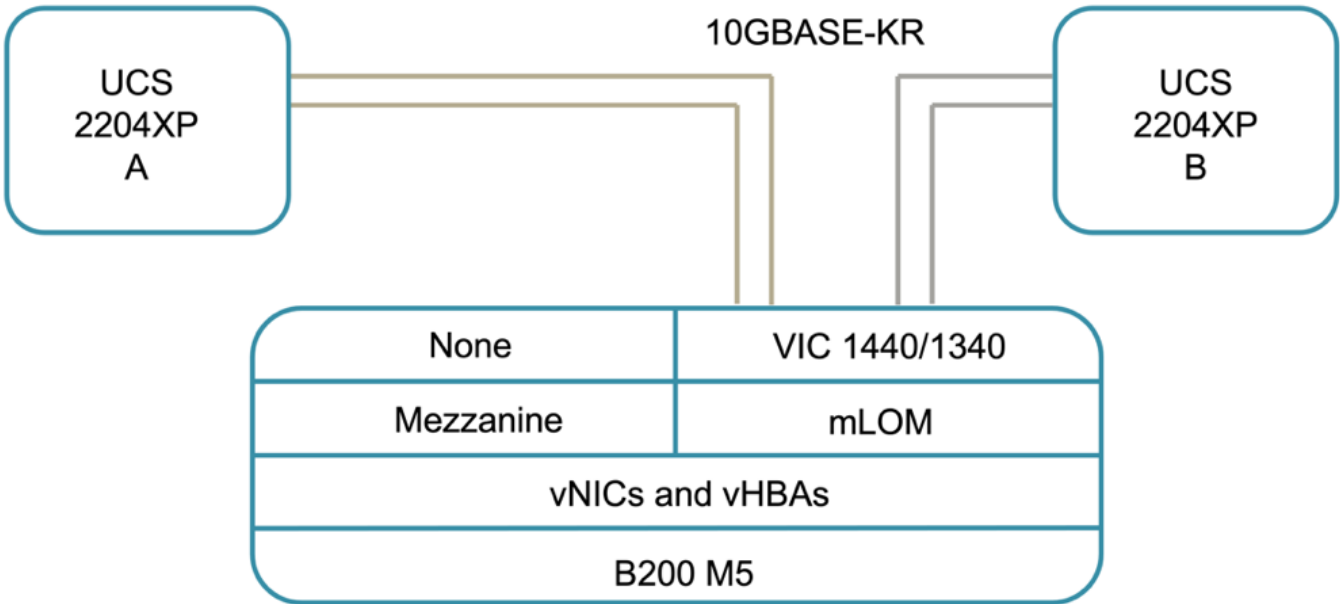 10GBASE-KR
UCS
2204XP
A
UCS
2204XP
B
None
VIC 1440/1340
Mezzanine
mLOM
vNICs and vHBAs
B200 M5